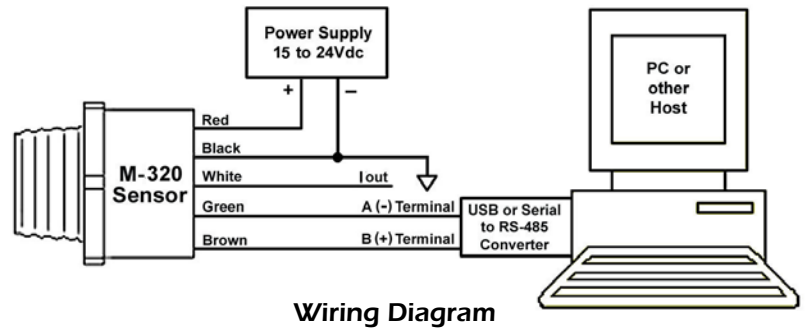 Power Supply
15 to 24Vdc
+ –
PC or
other
Host
Red
Black
M-320
Sensor
White Iout
Green A (-) Terminal
Brown B (+) Terminal
USB or Serial
to RS-485
Converter
Wiring Diagram